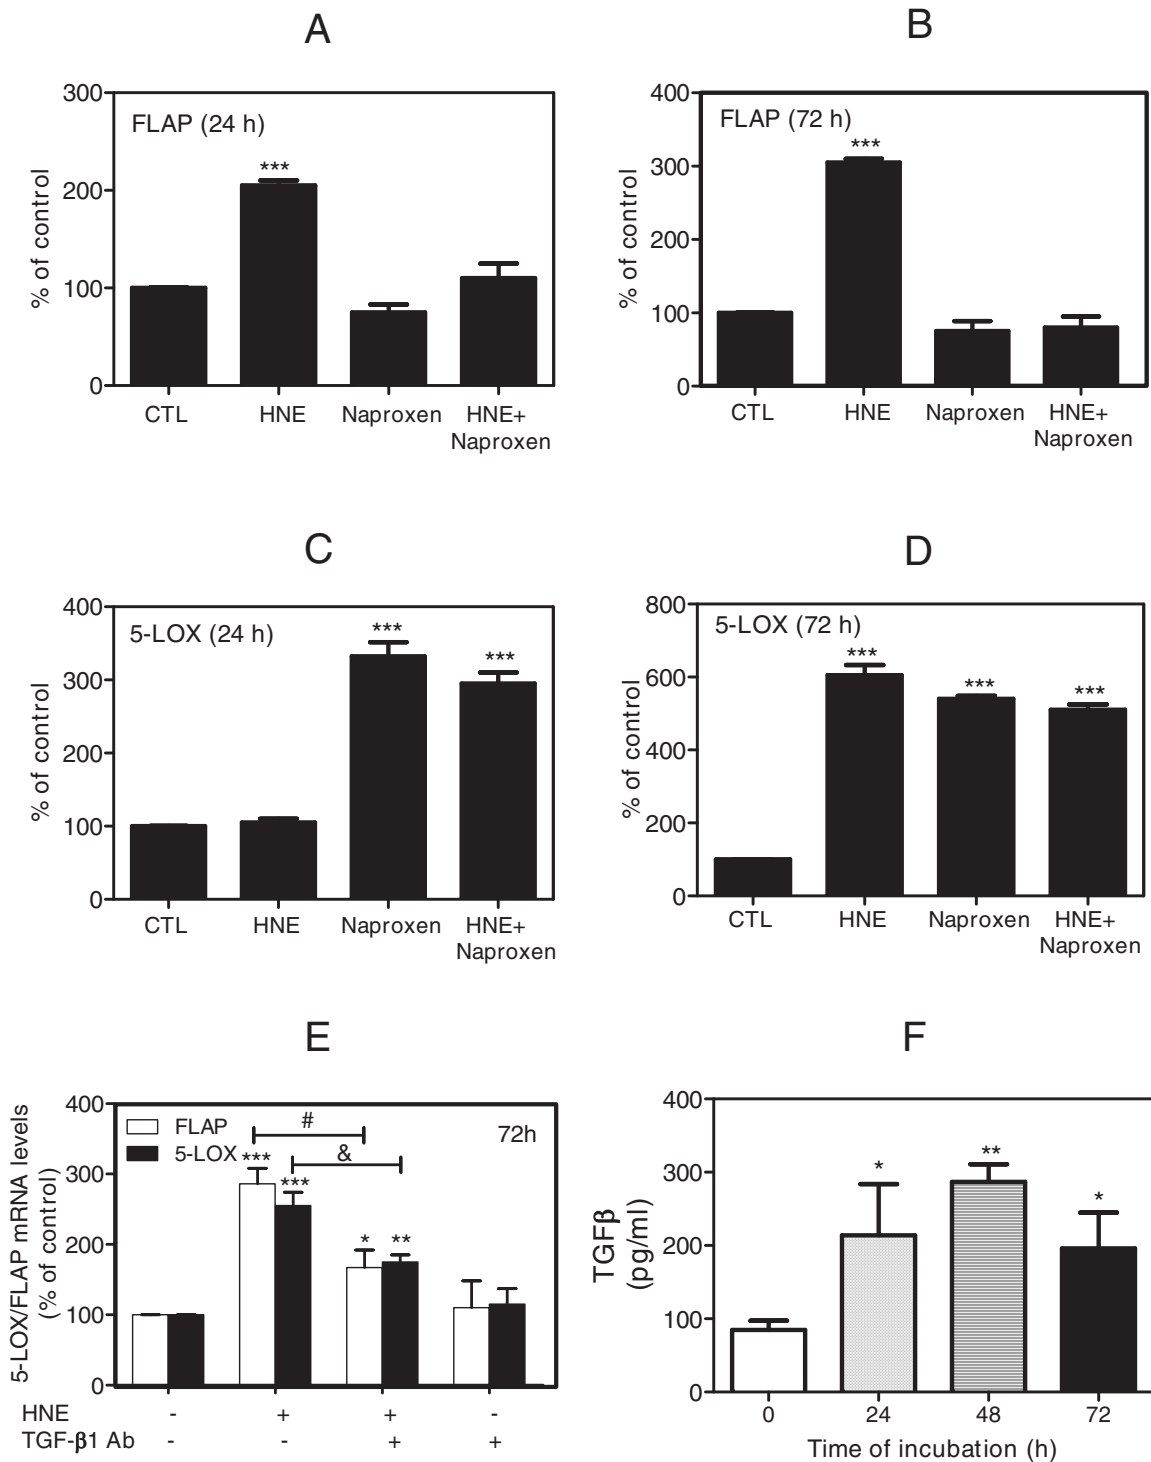 A
FLAP (24 h)
% of control
300
200
100
0
***
CTL
HNE
Naproxen
HNE+
Naproxen
B
FLAP (72 h)
% of control
400
300
200
100
0
***
CTL
HNE
Naproxen
HNE+
Naproxen
C
5-LOX (24 h)
% of control
400
300
200
100
0
***
***
CTL
HNE
Naproxen
HNE+
Naproxen
D
5-LOX (72 h)
% of control
800
600
400
200
0
***
***
***
CTL
HNE
Naproxen
HNE+
Naproxen
E
5-LOX/FLAP mRNA levels
(% of control)
400
300
200
100
0
FLAP
5-LOX
72h
#
&
***
***
*
**
HNE - + + -
TGF-β1 Ab - - + +
F
TGFβ
(pg/ml)
400
300
200
100
0
*
**
*
0 24 48 72
Time of incubation (h)